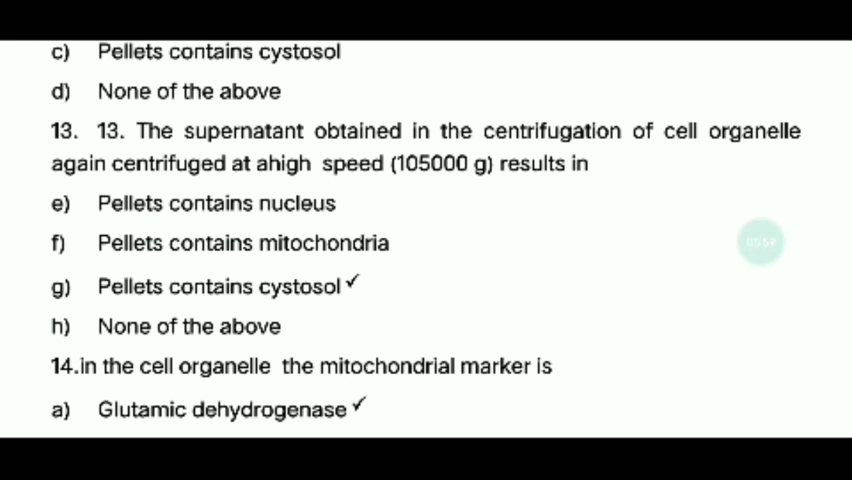 c) Pellets contains cystosol
d) None of the above
13. 13. The supernatant obtained in the centrifugation of cell organelle
again centrifuged at ahigh speed (105000 g) results in
e) Pellets contains nucleus
f) Pellets contains mitochondria
00:59
g) Pellets contains cystosol ✓
h) None of the above
14.in the cell organelle the mitochondrial marker is
a) Glutamic dehydrogenase ✓